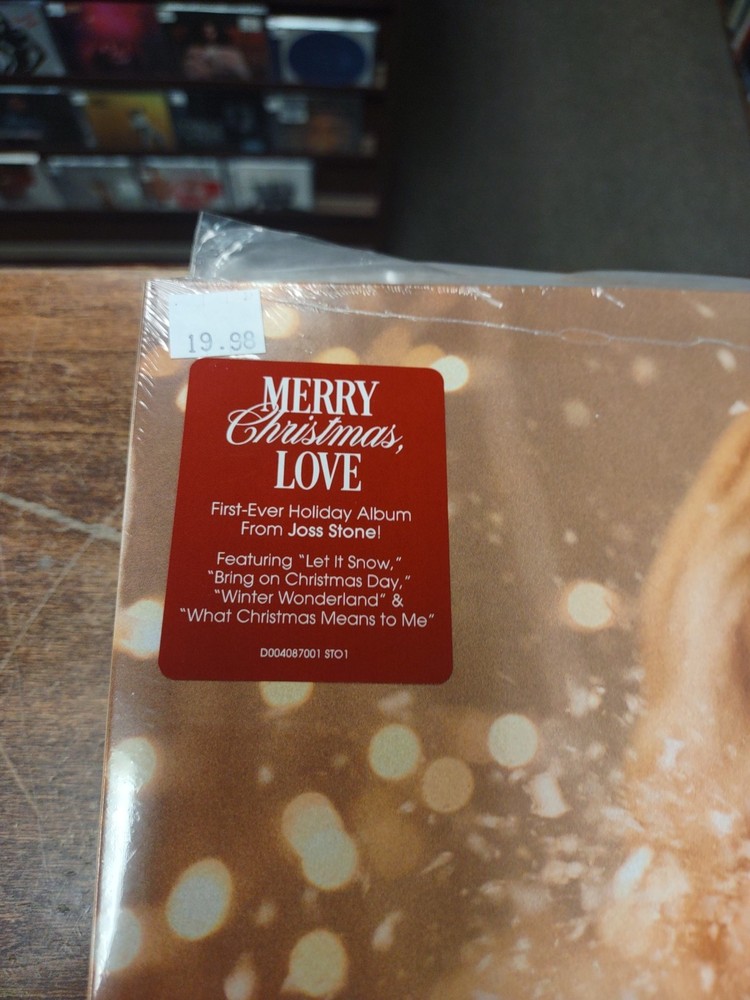 19.98
MERRY
Christmas,
LOVE
First-Ever Holiday Album
From Joss Stone!
Featuring “Let It Snow,”
“Bring on Christmas Day,”
“Winter Wonderland” &
“What Christmas Means to Me”
D004087001 STO1